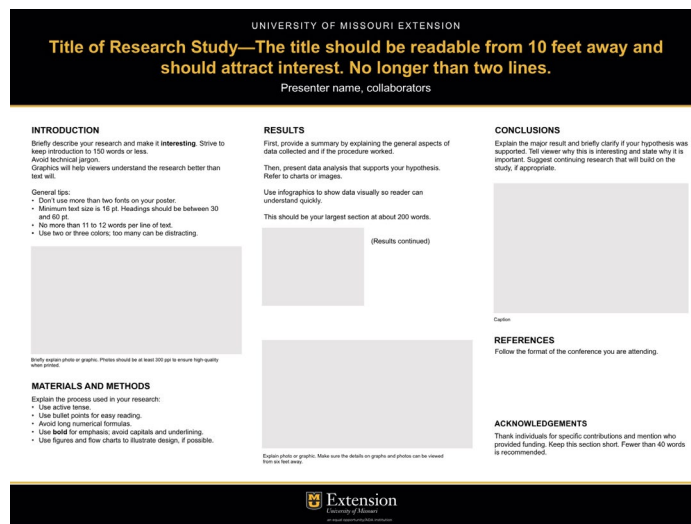 UNIVERSITY OF MISSOURI EXTENSION
Title of Research Study—The title should be readable from 10 feet away and
should attract interest. No longer than two lines.
Presenter name, collaborators
INTRODUCTION
Briefly describe your research and make it interesting. Strive to
keep introduction to 150 words or less.
Avoid technical jargon.
Graphics will help viewers understand the research better than
text will.
General tips:
• Don't use more than two fonts on your poster.
• Minimum text size is 16 pt. Headings should be between 30
and 60 pt.
• No more than 11 to 12 words per line of text.
• Use two or three colors; too many can be distracting.
Briefly explain photo or graphic. Photos should be at least 300 ppi to ensure high-quality
when printed.
MATERIALS AND METHODS
Explain the process used in your research:
• Use active tense.
• Use bullet points for easy reading.
• Avoid long numerical formulas.
• Use bold for emphasis; avoid capitals and underlining.
• Use figures and flow charts to illustrate design, if possible.
RESULTS
First, provide a summary by explaining the general aspects of
data collected and if the procedure worked.
Then, present data analysis that supports your hypothesis.
Refer to charts or images.
Use infographics to show data visually so reader can
understand quickly.
This should be your largest section at about 200 words.
(Results continued)
Explain photo or graphic. Make sure the details on graphs and photos can be viewed
from six feet away.
CONCLUSIONS
Explain the major result and briefly clarify if your hypothesis was
supported. Tell viewer why this is interesting and state why it is
important. Suggest continuing research that will build on the
study, if appropriate.
Caption
REFERENCES
Follow the format of the conference you are attending.
ACKNOWLEDGEMENTS
Thank individuals for specific contributions and mention who
provided funding. Keep this section short. Fewer than 40 words
is recommended.
Extension
University of Missouri
an equal opportunity/ADA institution